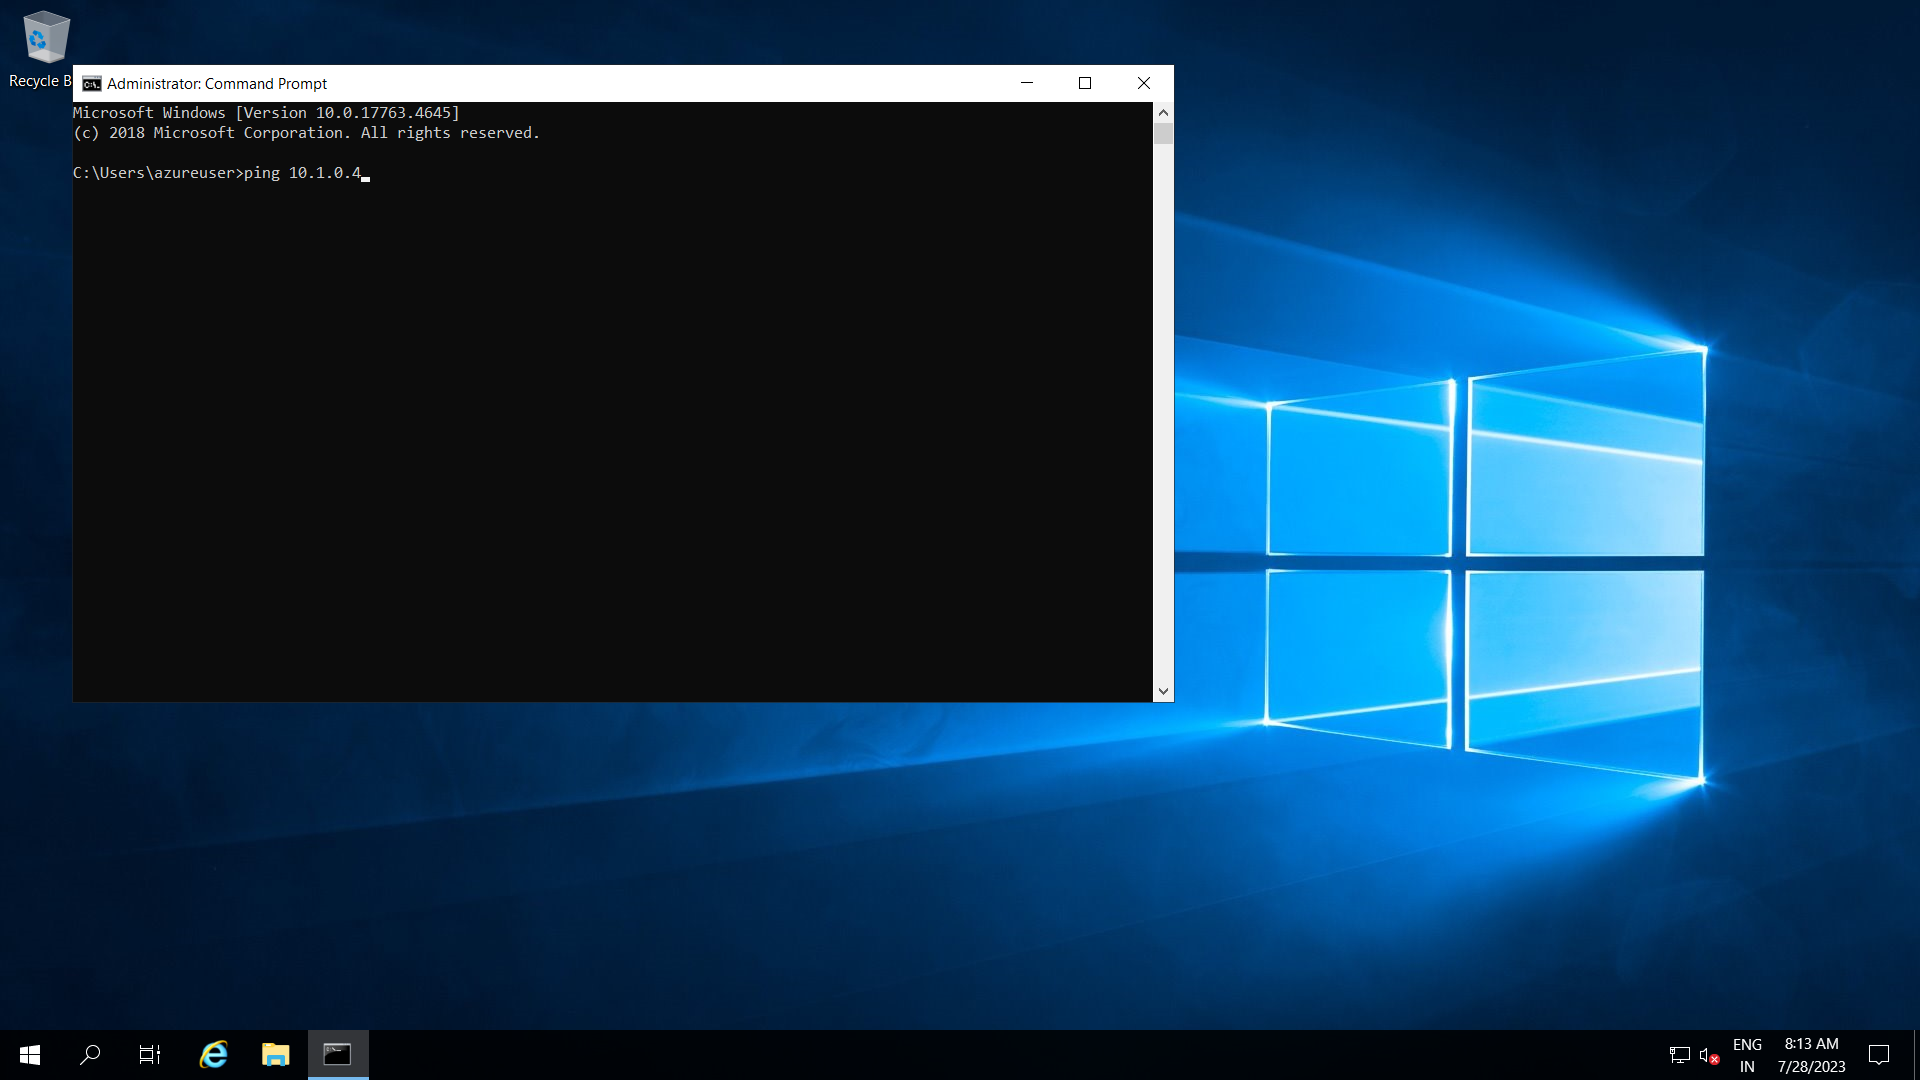 Recycle B
Administrator: Command Prompt
Microsoft Windows [Version 10.0.17763.4645]
(c) 2018 Microsoft Corporation. All rights reserved.
C:\Users\azureuser>ping 10.1.0.4
ENG
IN
8:13 AM
7/28/2023